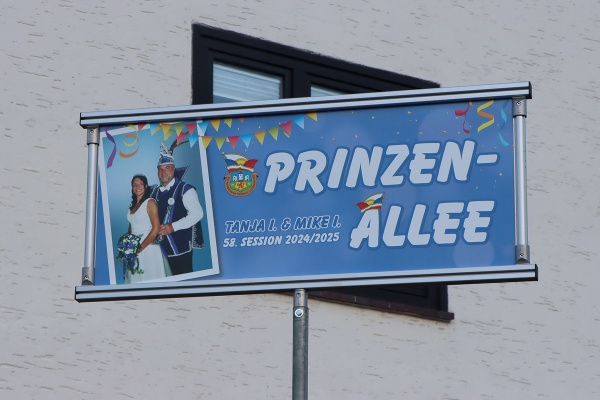 PRINZEN-
ALLEE
TANJA I. & MIKE I.
58. SESSION 2024/2025